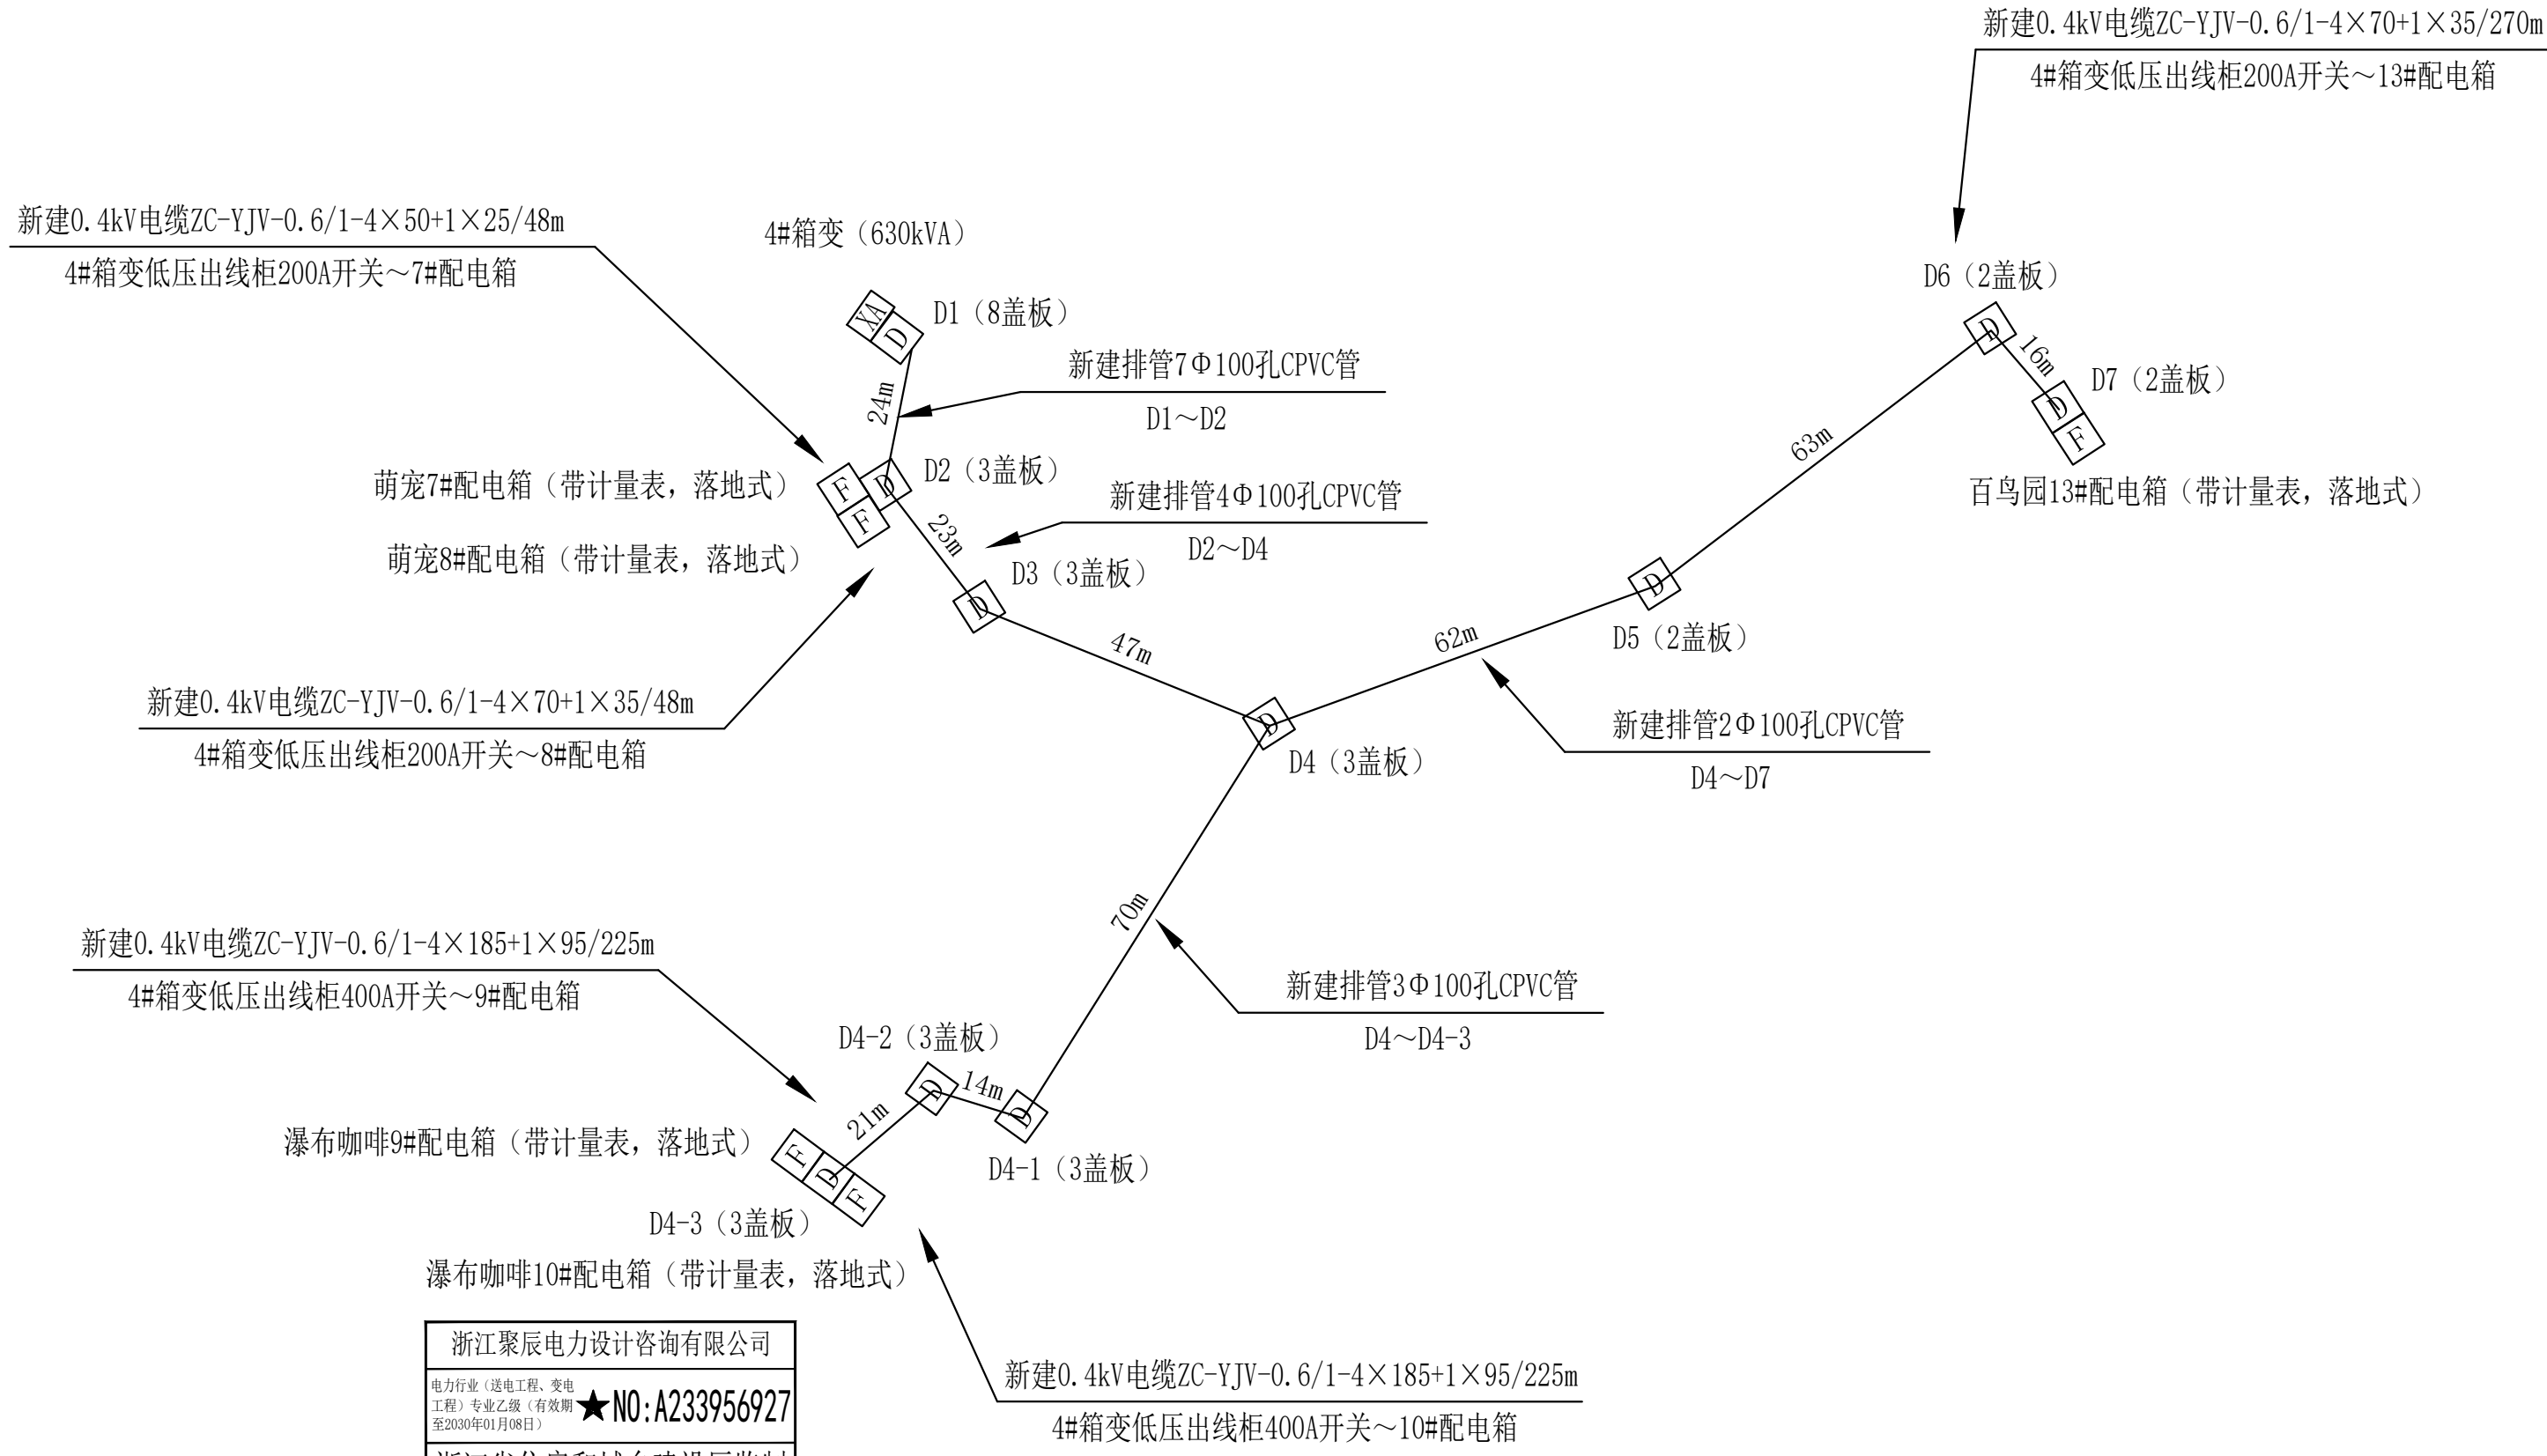 新建0.4kV电缆ZC-YJV-0.6/1-4×70+1×35/270m
4#箱变低压出线柜200A开关～13#配电箱
新建0.4kV电缆ZC-YJV-0.6/1-4×50+1×25/48m
4#箱变低压出线柜200A开关～7#配电箱
4#箱变（630kVA）
XA
D
D1（8盖板）
24m
新建排管7Φ100孔CPVC管
D1～D2
D6（2盖板）
D
16m
D7（2盖板）
D
F
百鸟园13#配电箱（带计量表，落地式）
63m
萌宠7#配电箱（带计量表，落地式）
F
D
D2（3盖板）
F
萌宠8#配电箱（带计量表，落地式）
23m
新建排管4Φ100孔CPVC管
D2～D4
D3（3盖板）
D
47m
62m
D
D5（2盖板）
新建0.4kV电缆ZC-YJV-0.6/1-4×70+1×35/48m
4#箱变低压出线柜200A开关～8#配电箱
D
D4（3盖板）
新建排管2Φ100孔CPVC管
D4～D7
70m
新建0.4kV电缆ZC-YJV-0.6/1-4×185+1×95/225m
4#箱变低压出线柜400A开关～9#配电箱
新建排管3Φ100孔CPVC管
D4～D4-3
D4-2（3盖板）
D
14m
D
D4-1（3盖板）
21m
瀑布咖啡9#配电箱（带计量表，落地式）
F
D
F
D4-3（3盖板）
瀑布咖啡10#配电箱（带计量表，落地式）
新建0.4kV电缆ZC-YJV-0.6/1-4×185+1×95/225m
4#箱变低压出线柜400A开关～10#配电箱
浙江聚辰电力设计咨询有限公司
电力行业（送电工程、变电
工程）专业乙级（有效期
至2030年01月08日）
★NO:A233956927